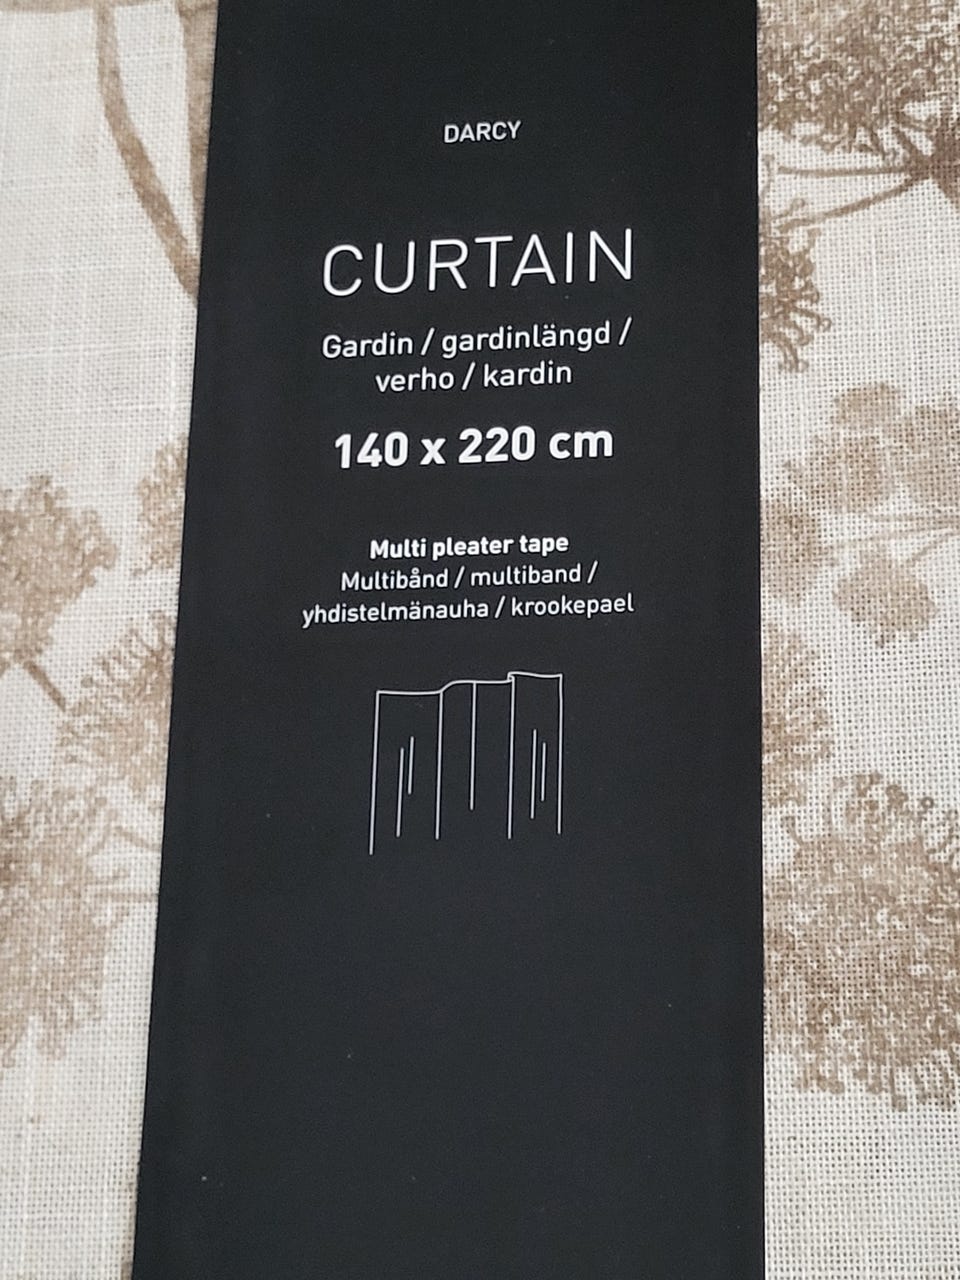 DARCY
CURTAIN
Gardin / gardinlängd /
verho / kardin
140 x 220 cm
Multi pleater tape
Multibånd / multiband /
yhdistelmänauha / krookepael